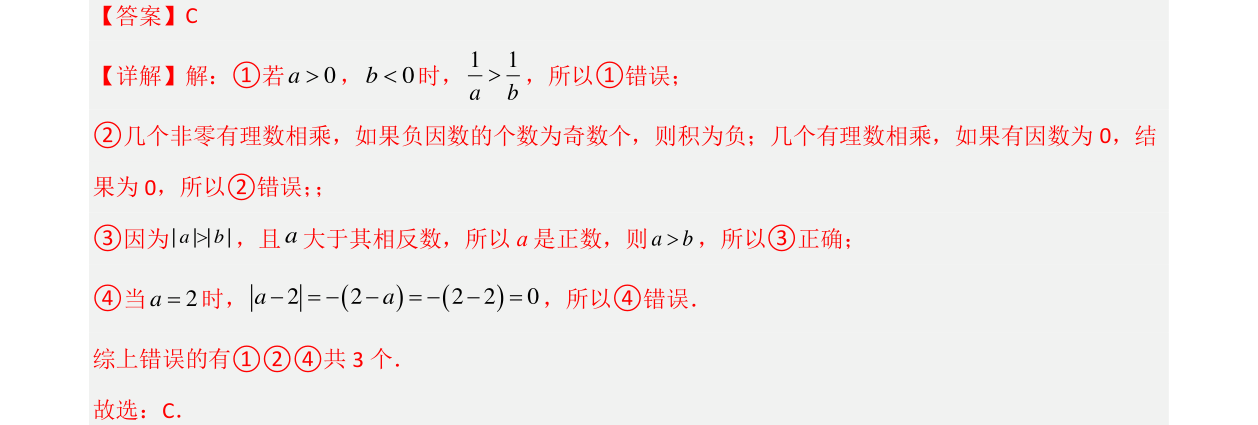 【答案】C
【详解】解：①若a>0，b<0时，1/a>1/b，所以①错误；
②几个非零有理数相乘，如果负因数的个数为奇数个，则积为负；几个有理数相乘，如果有因数为 0，结
果为 0，所以②错误；；
③因为|a|>|b|，且a大于其相反数，所以 a 是正数，则a>b，所以③正确；
④当a=2时，|a−2|=−(2−a)=−(2−2)=0，所以④错误．
综上错误的有①②④共 3 个．
故选：C．